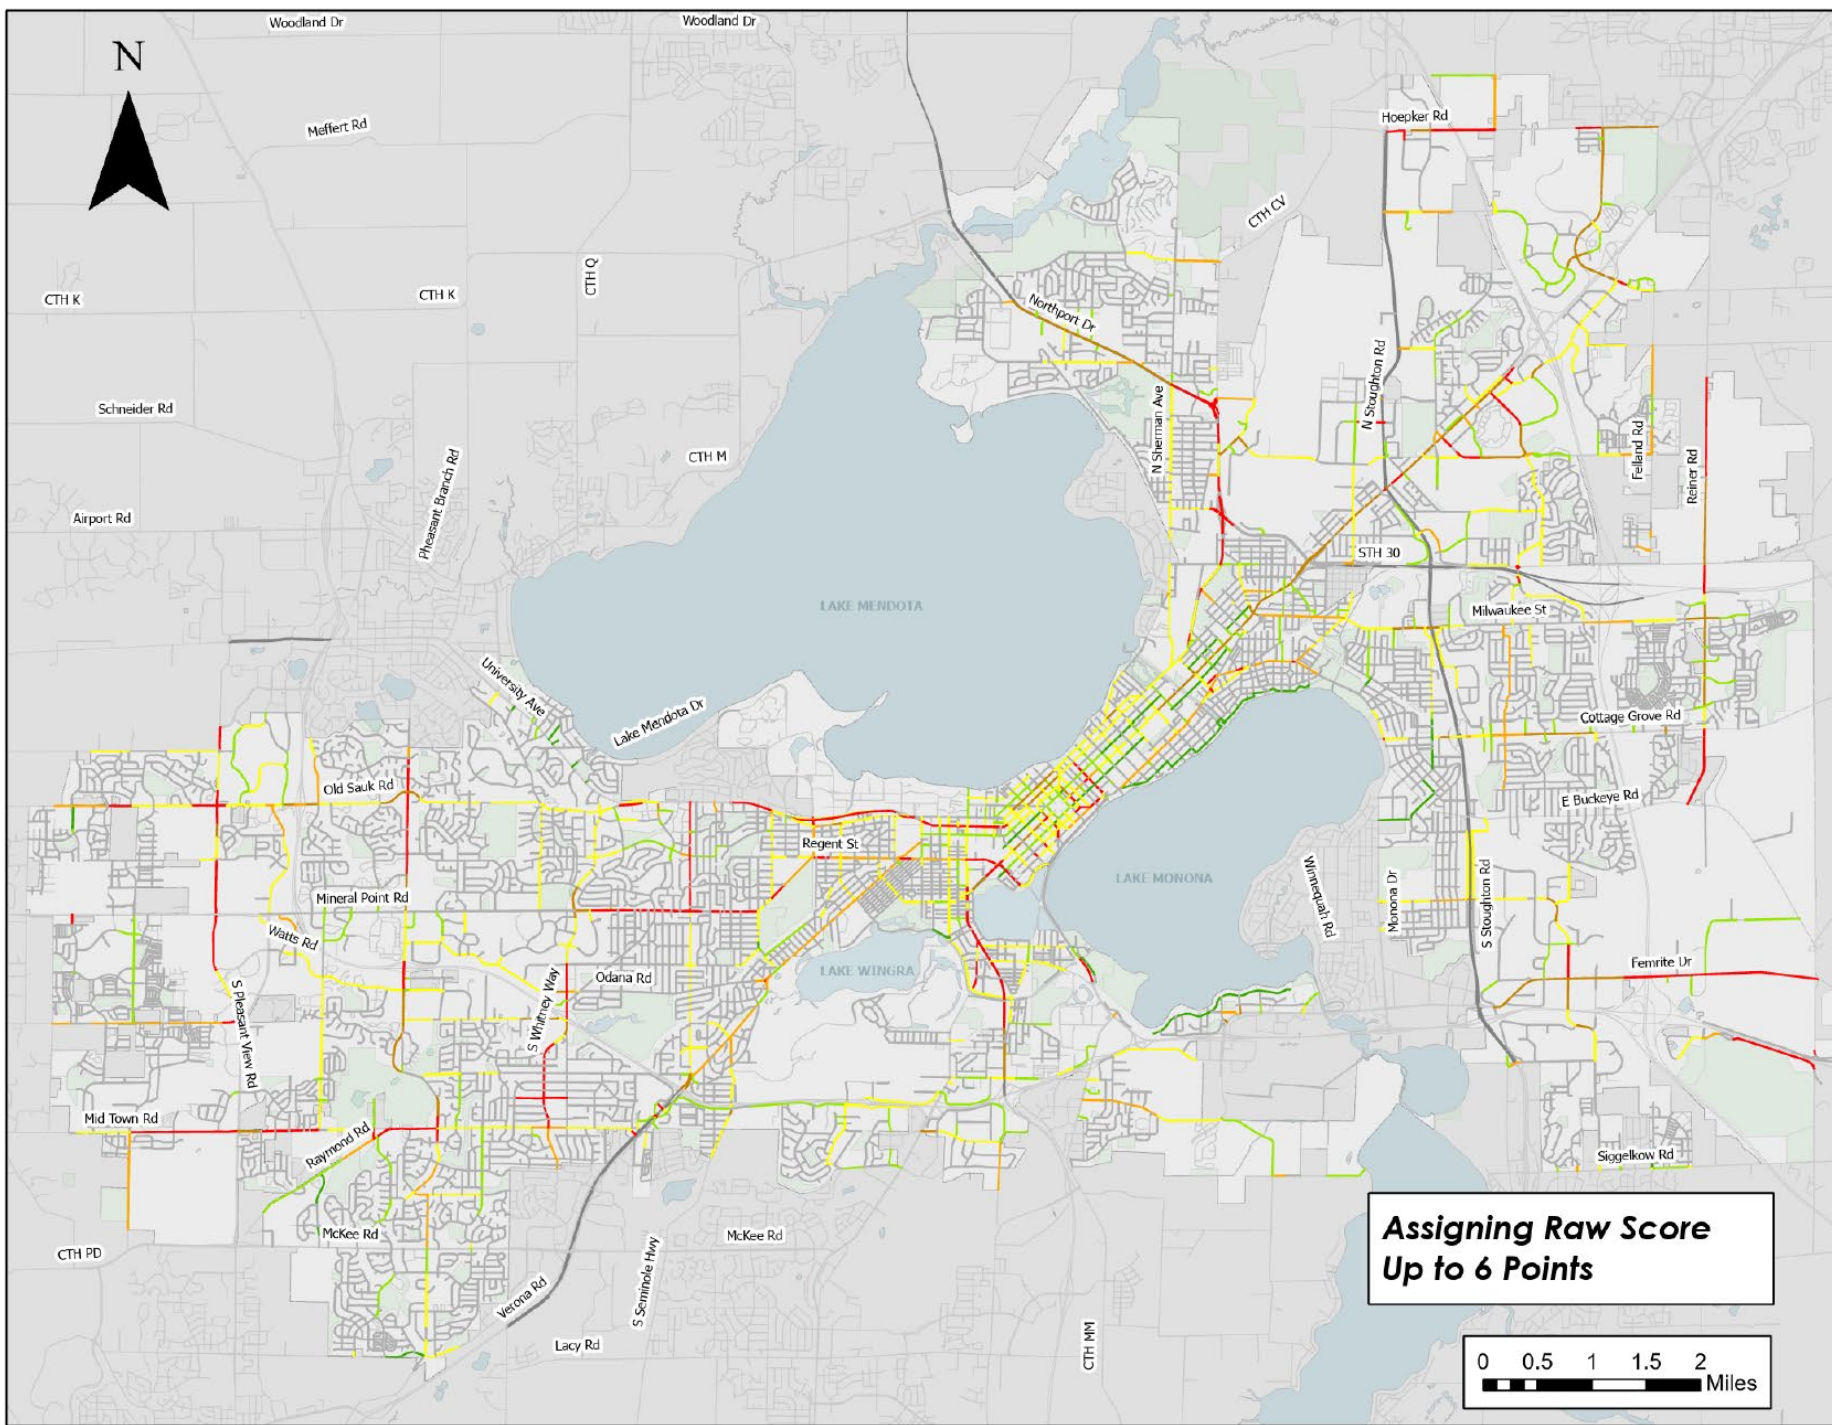 Woodland Dr
Woodland Dr
N
Hoepker Rd
Meffert Rd
CTH CV
CTH Q
CTH K
CTH K
Northport Dr
N Stoughton Rd
Schneider Rd
N Sherman Ave
CTH M
Felland Rd
Reiner Rd
Pheasant Branch Rd
Airport Rd
STH 30
LAKE MENDOTA
Milwaukee St
University Ave
Lake Mendota Dr
Cottage Grove Rd
Old Sauk Rd
E Buckeye Rd
Regent St
LAKE MONONA
Mineral Point Rd
Winnequah Rd
Monona Dr
S Stoughton Rd
Watts Rd
Odana Rd
LAKE WINGRA
Femrite Dr
S Whitney Way
S Pleasant View Rd
Mid Town Rd
Raymond Rd
Siggelkow Rd
McKee Rd
McKee Rd
CTH PD
Verona Rd
S Seminole Hwy
Lacy Rd
CTH MM
Assigning Raw Score
Up to 6 Points
0 0.5 1 1.5 2
Miles